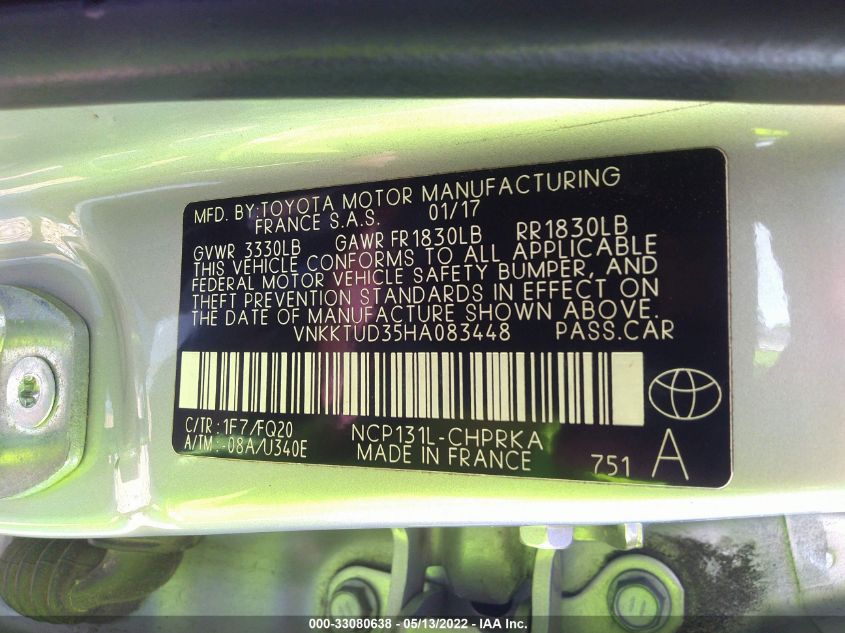 MFD. BY:TOYOTA MOTOR MANUFACTURING
FRANCE S.A.S. 01/17
GVWR 3330LB GAWR FR1830LB RR1830LB
THIS VEHICLE CONFORMS TO ALL APPLICABLE
FEDERAL MOTOR VEHICLE SAFETY BUMPER, AND
THEFT PREVENTION STANDARDS IN EFFECT ON
THE DATE OF MANUFACTURE SHOWN ABOVE.
VNKKTUD35HA083448 PASS.CAR
C/TR : 1F7/FQ20 NCP131L-CHPRKA
A/TM : -08A/U340E MADE IN FRANCE 751 A
000-33080638 - 05/13/2022 - IAA Inc.